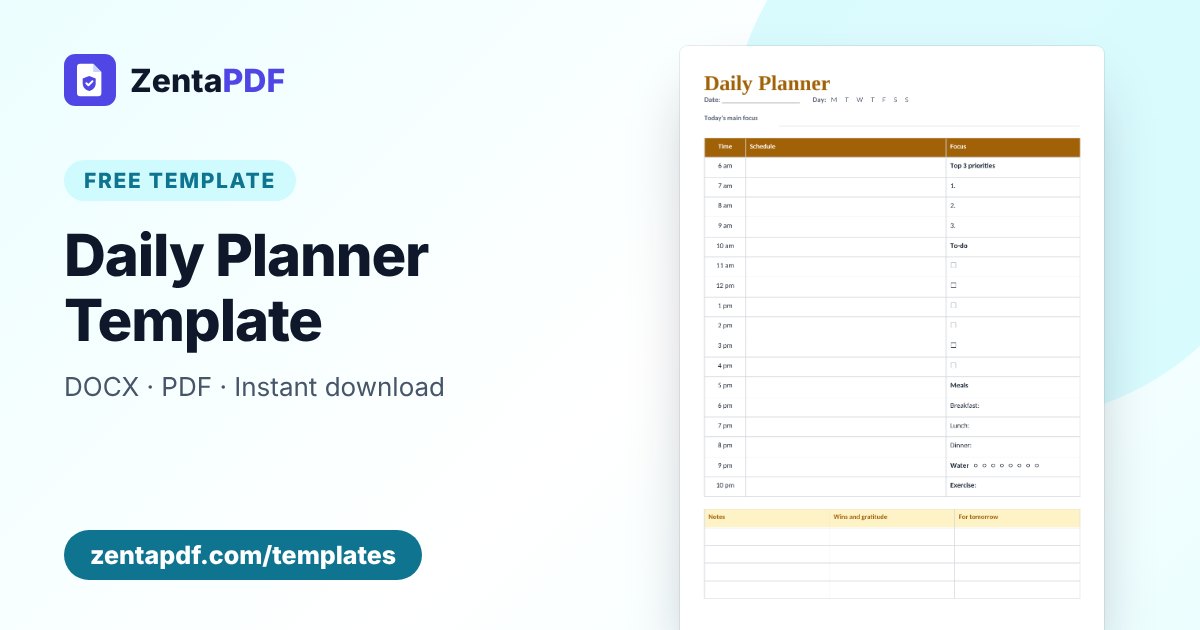 ZentaPDF
FREE TEMPLATE
Daily Planner
Template
DOCX · PDF · Instant download
zentapdf.com/templates
Daily Planner
Date: ____________________ Day: M T W T F S S
Today's main focus
Time Schedule Focus
6 am Top 3 priorities
7 am 1.
8 am 2.
9 am 3.
10 am To-do
11 am ☐
12 pm ☐
1 pm ☐
2 pm ☐
3 pm ☐
4 pm ☐
5 pm Meals
6 pm Breakfast:
7 pm Lunch:
8 pm Dinner:
9 pm Water ○ ○ ○ ○ ○ ○ ○ ○
10 pm Exercise:
Notes Wins and gratitude For tomorrow